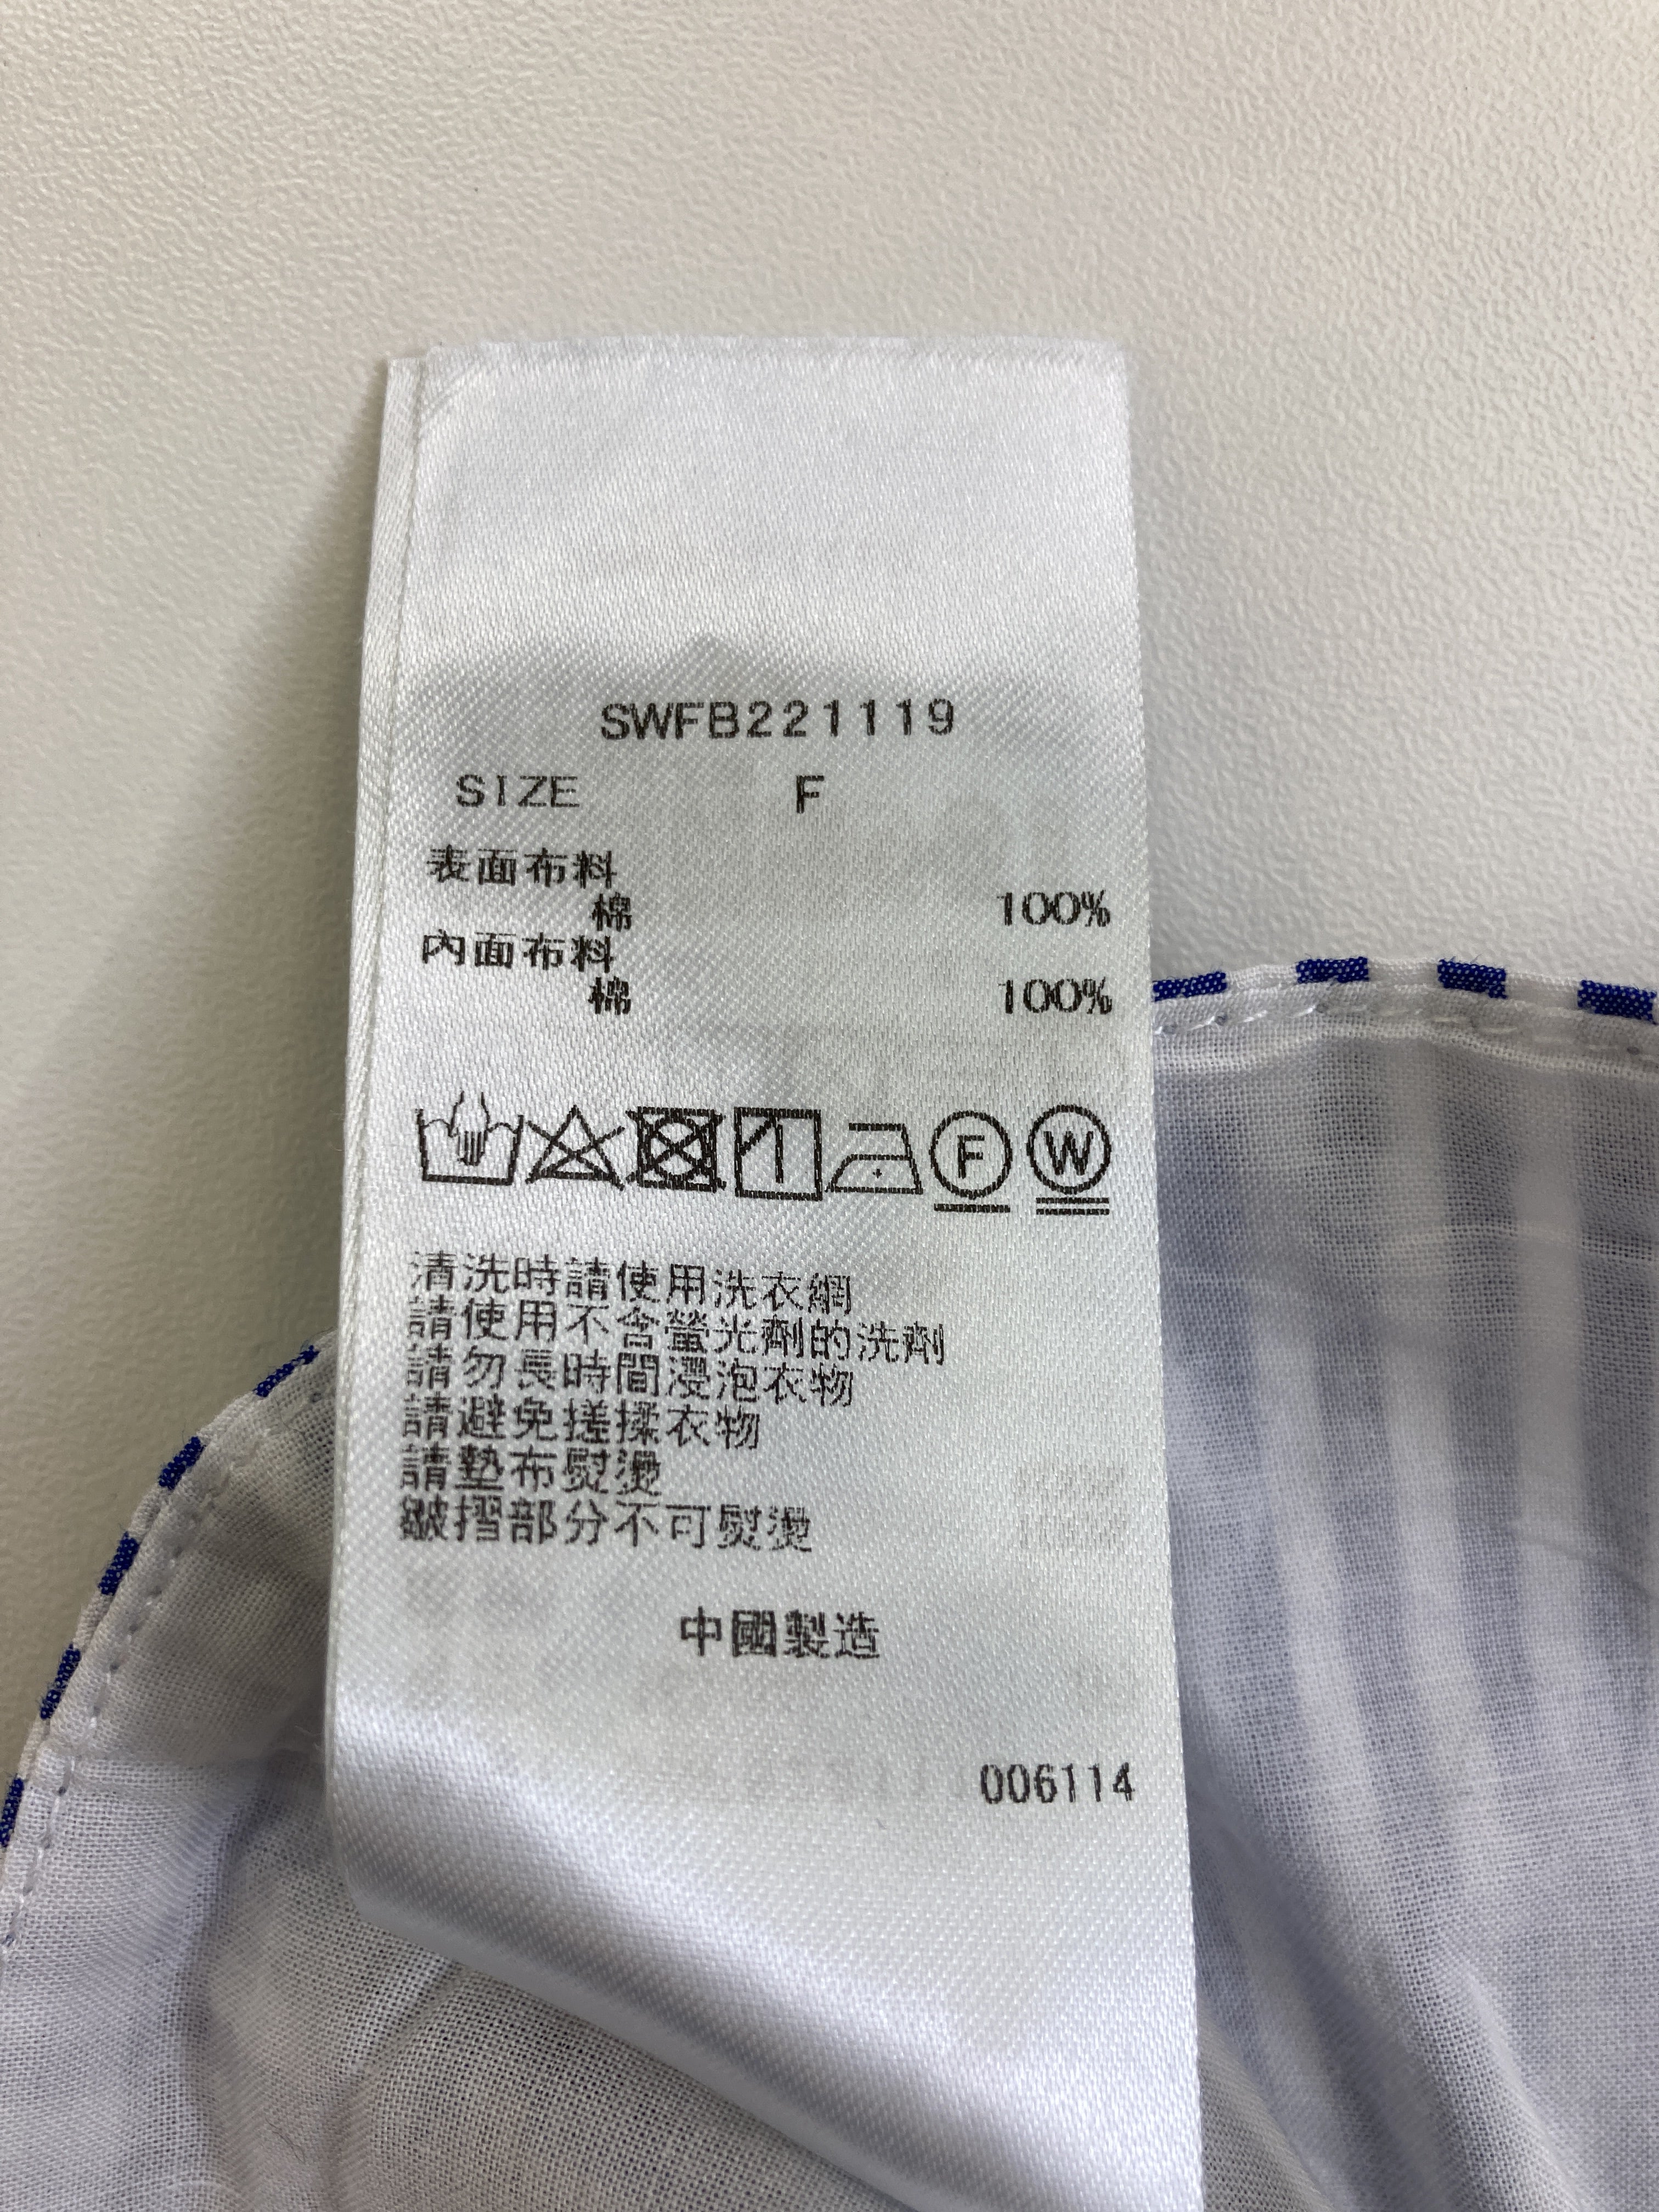 SWFB221119
SIZE F
表面布料
棉 100%
內面布料
棉 100%
F W
清洗時請使用洗衣網
請使用不含螢光劑的洗劑
請勿長時間浸泡衣物
請避免搓揉衣物
請墊布熨燙
皺摺部分不可熨燙
中國製造
006114